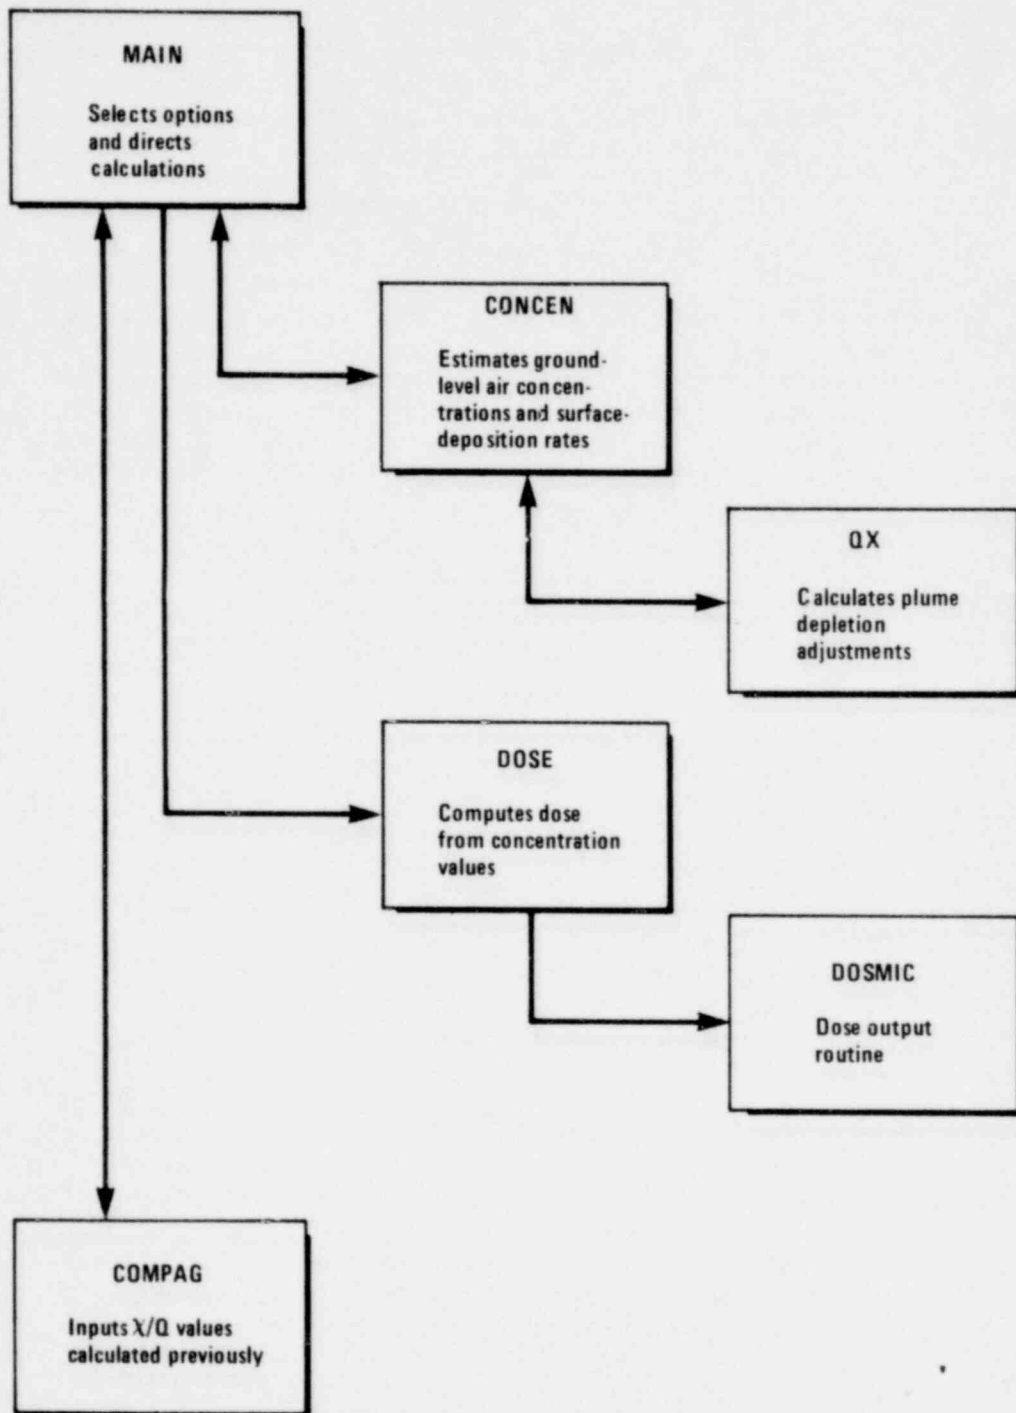 MAIN
Selects options
and directs
calculations
CONCEN
Estimates ground-
level air concen-
trations and surface-
deposition rates
QX
Calculates plume
depletion
adjustments
DOSE
Computes dose
from concentration
values
DOSMIC
Dose output
routine
COMPAG
Inputs χ/Q values
calculated previously